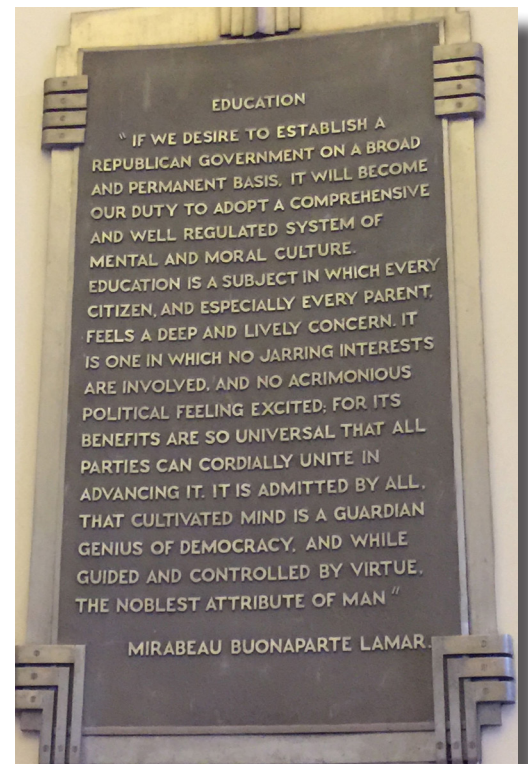 EDUCATION
" IF WE DESIRE TO ESTABLISH A
REPUBLICAN GOVERNMENT ON A BROAD
AND PERMANENT BASIS, IT WILL BECOME
OUR DUTY TO ADOPT A COMPREHENSIVE
AND WELL REGULATED SYSTEM OF
MENTAL AND MORAL CULTURE.
EDUCATION IS A SUBJECT IN WHICH EVERY
CITIZEN, AND ESPECIALLY EVERY PARENT,
FEELS A DEEP AND LIVELY CONCERN. IT
IS ONE IN WHICH NO JARRING INTERESTS
ARE INVOLVED, AND NO ACRIMONIOUS
POLITICAL FEELING EXCITED; FOR ITS
BENEFITS ARE SO UNIVERSAL THAT ALL
PARTIES CAN CORDIALLY UNITE IN
ADVANCING IT. IT IS ADMITTED BY ALL,
THAT CULTIVATED MIND IS A GUARDIAN
GENIUS OF DEMOCRACY, AND WHILE
GUIDED AND CONTROLLED BY VIRTUE,
THE NOBLEST ATTRIBUTE OF MAN "
MIRABEAU BUONAPARTE LAMAR.